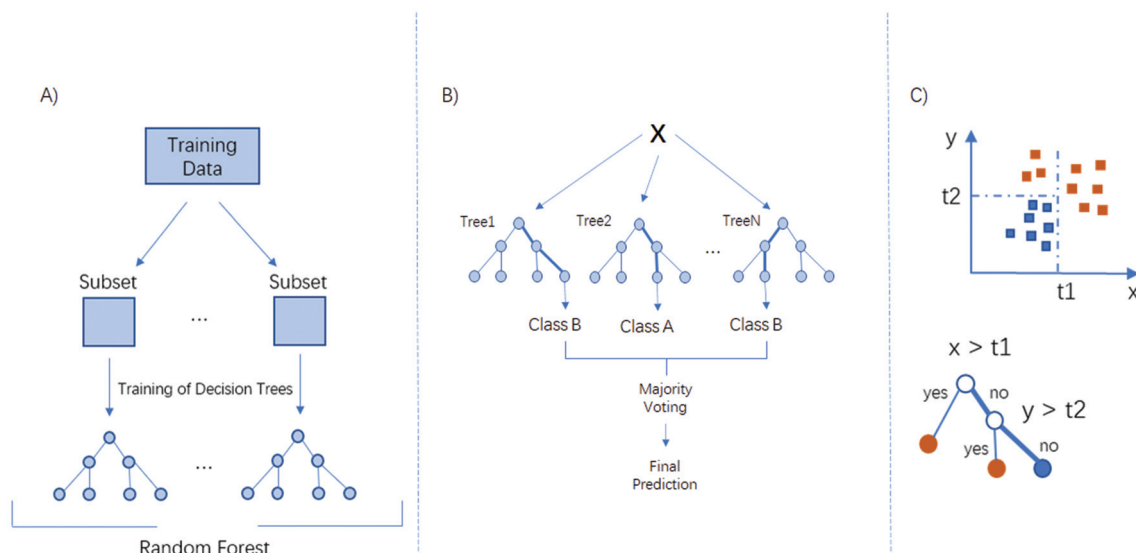 A)
Training
Data
Subset
Subset
...
Training of Decision Trees
...
Random Forest
B)
X
Tree1
Tree2
TreeN
...
Class B
Class A
Class B
Majority
Voting
Final
Prediction
C)
y
t2
t1
x
x > t1
yes
no
y > t2
yes
no